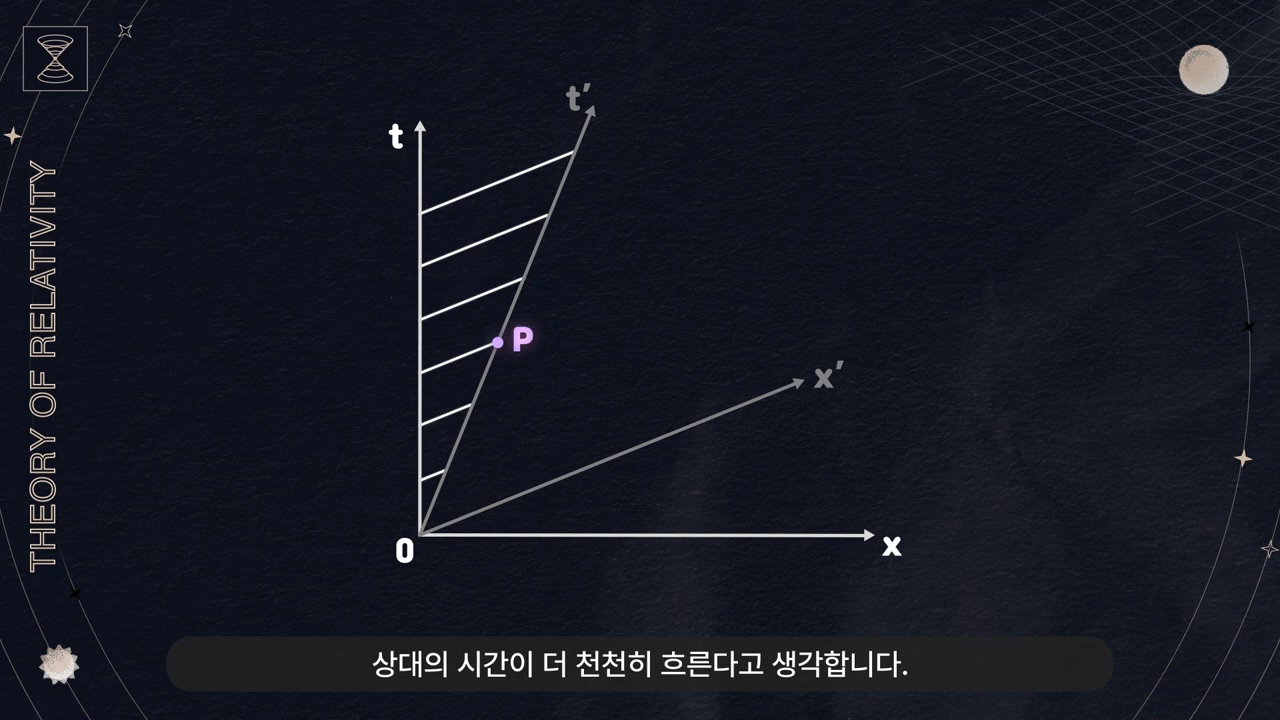 THEORY OF RELATIVITY
t
t′
P
x′
0
x
상대의 시간이 더 천천히 흐른다고 생각합니다.